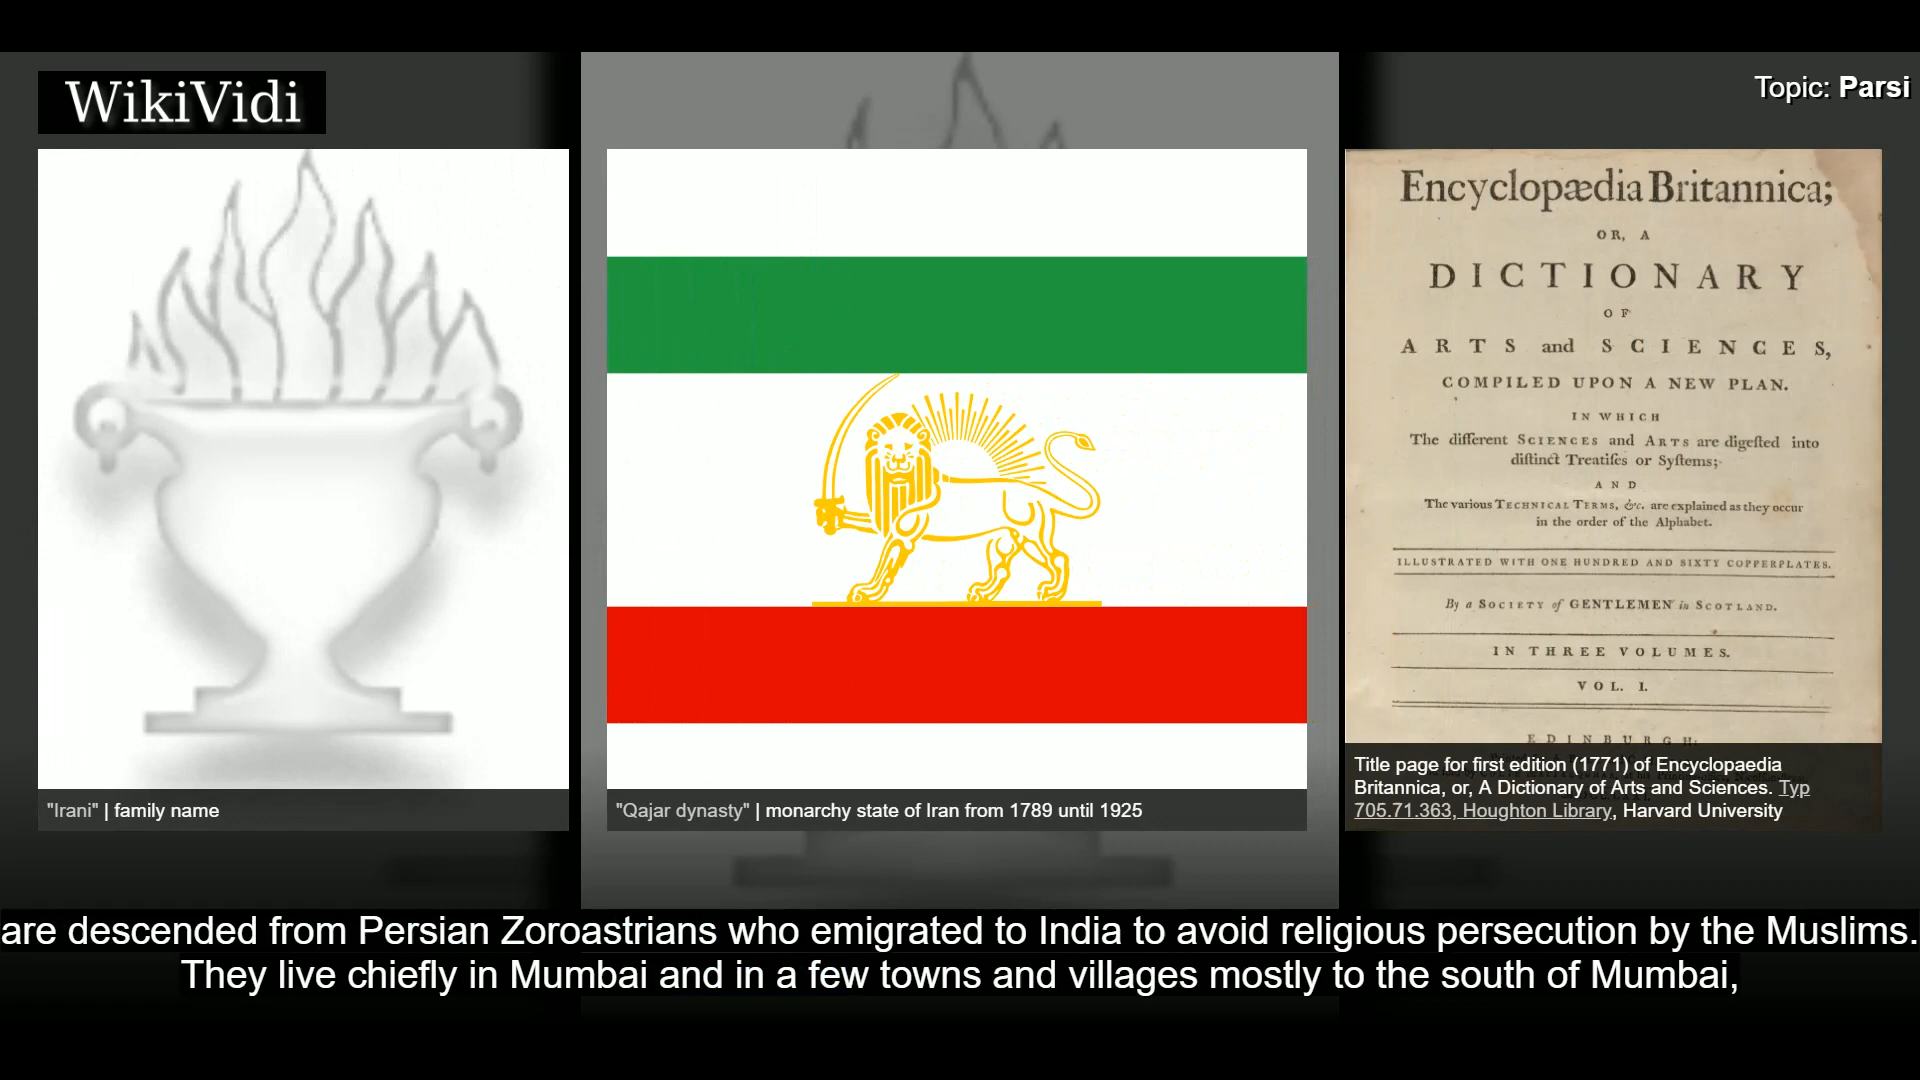 WikiVidi
Topic: Parsi
Encyclopædia Britannica;
OR, A
DICTIONARY
OF
ARTS and SCIENCES,
COMPILED UPON A NEW PLAN.
IN WHICH
The different SCIENCES and ARTS are digeſted into
diſtinct Treatiſes or Syſtems;
AND
The various TECHNICAL TERMS, &c. are explained as they occur
in the order of the Alphabet.
ILLUSTRATED WITH ONE HUNDRED AND SIXTY COPPERPLATES.
By a SOCIETY of GENTLEMEN in SCOTLAND.
IN THREE VOLUMES.
VOL. I.
EDINBURGH:
"Irani" | family name
"Qajar dynasty" | monarchy state of Iran from 1789 until 1925
Title page for first edition (1771) of Encyclopaedia
Britannica, or, A Dictionary of Arts and Sciences. Typ
705.71.363, Houghton Library, Harvard University
are descended from Persian Zoroastrians who emigrated to India to avoid religious persecution by the Muslims.
They live chiefly in Mumbai and in a few towns and villages mostly to the south of Mumbai,